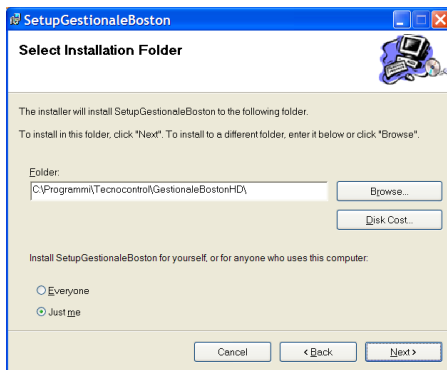 SetupGestionaleBoston
Select Installation Folder
The installer will install SetupGestionaleBoston to the following folder.
To install in this folder, click "Next". To install to a different folder, enter it below or click "Browse".
Folder:
C:\Programmi\Tecnocontrol\GestionaleBostonHD\
Browse...
Disk Cost...
Install SetupGestionaleBoston for yourself, or for anyone who uses this computer:
Everyone
Just me
Cancel
< Back
Next >